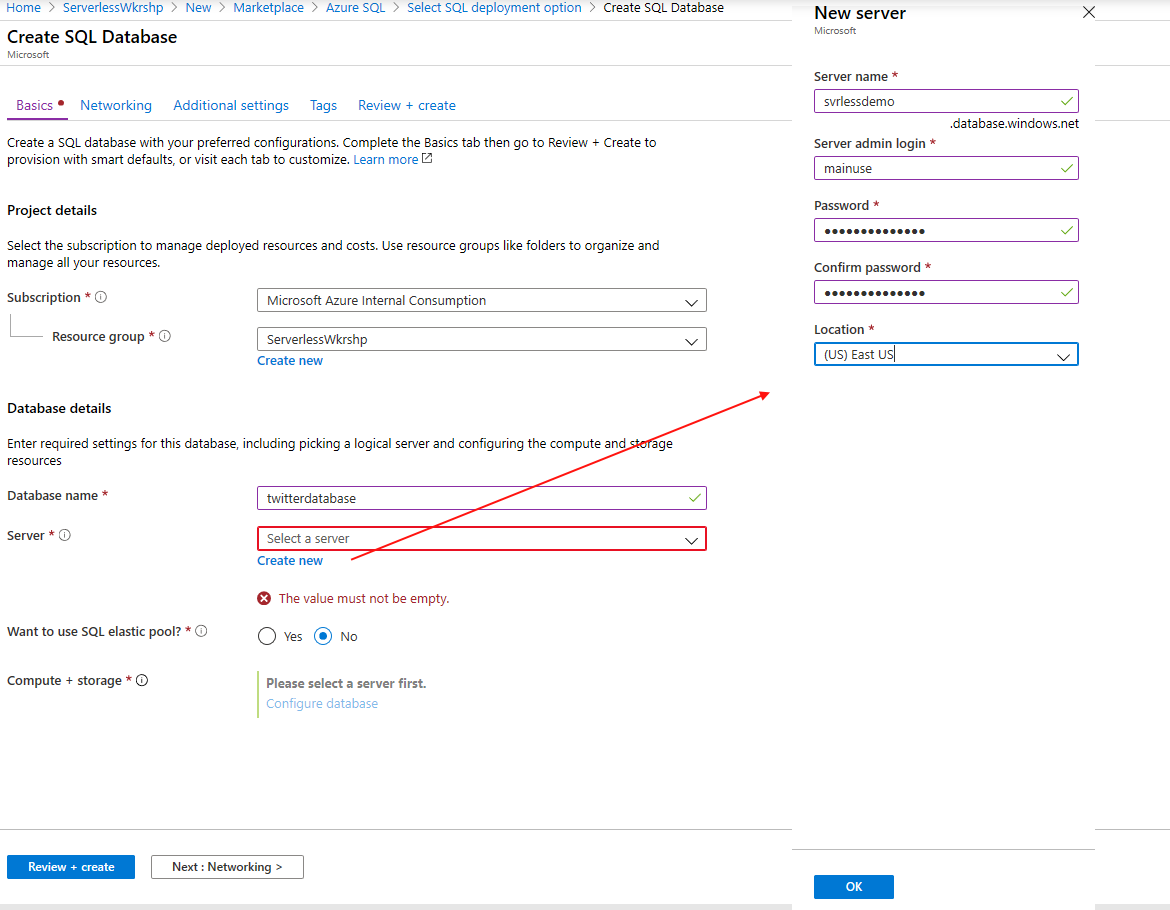 Home > ServerlessWkrshp > New > Marketplace > Azure SQL > Select SQL deployment option > Create SQL Database
Create SQL Database
Microsoft
Basics Networking Additional settings Tags Review + create
Create a SQL database with your preferred configurations. Complete the Basics tab then go to Review + Create to
provision with smart defaults, or visit each tab to customize. Learn more
Project details
Select the subscription to manage deployed resources and costs. Use resource groups like folders to organize and
manage all your resources.
Subscription *
Microsoft Azure Internal Consumption
Resource group *
ServerlessWkrshp
Create new
Database details
Enter required settings for this database, including picking a logical server and configuring the compute and storage
resources
Database name *
twitterdatabase
Server *
Select a server
Create new
The value must not be empty.
Want to use SQL elastic pool? *
Yes No
Compute + storage *
Please select a server first.
Configure database
Review + create
Next : Networking >
New server
Microsoft
Server name *
svrlessdemo
.database.windows.net
Server admin login *
mainuse
Password *
••••••••••••••
Confirm password *
••••••••••••••
Location *
(US) East US
OK